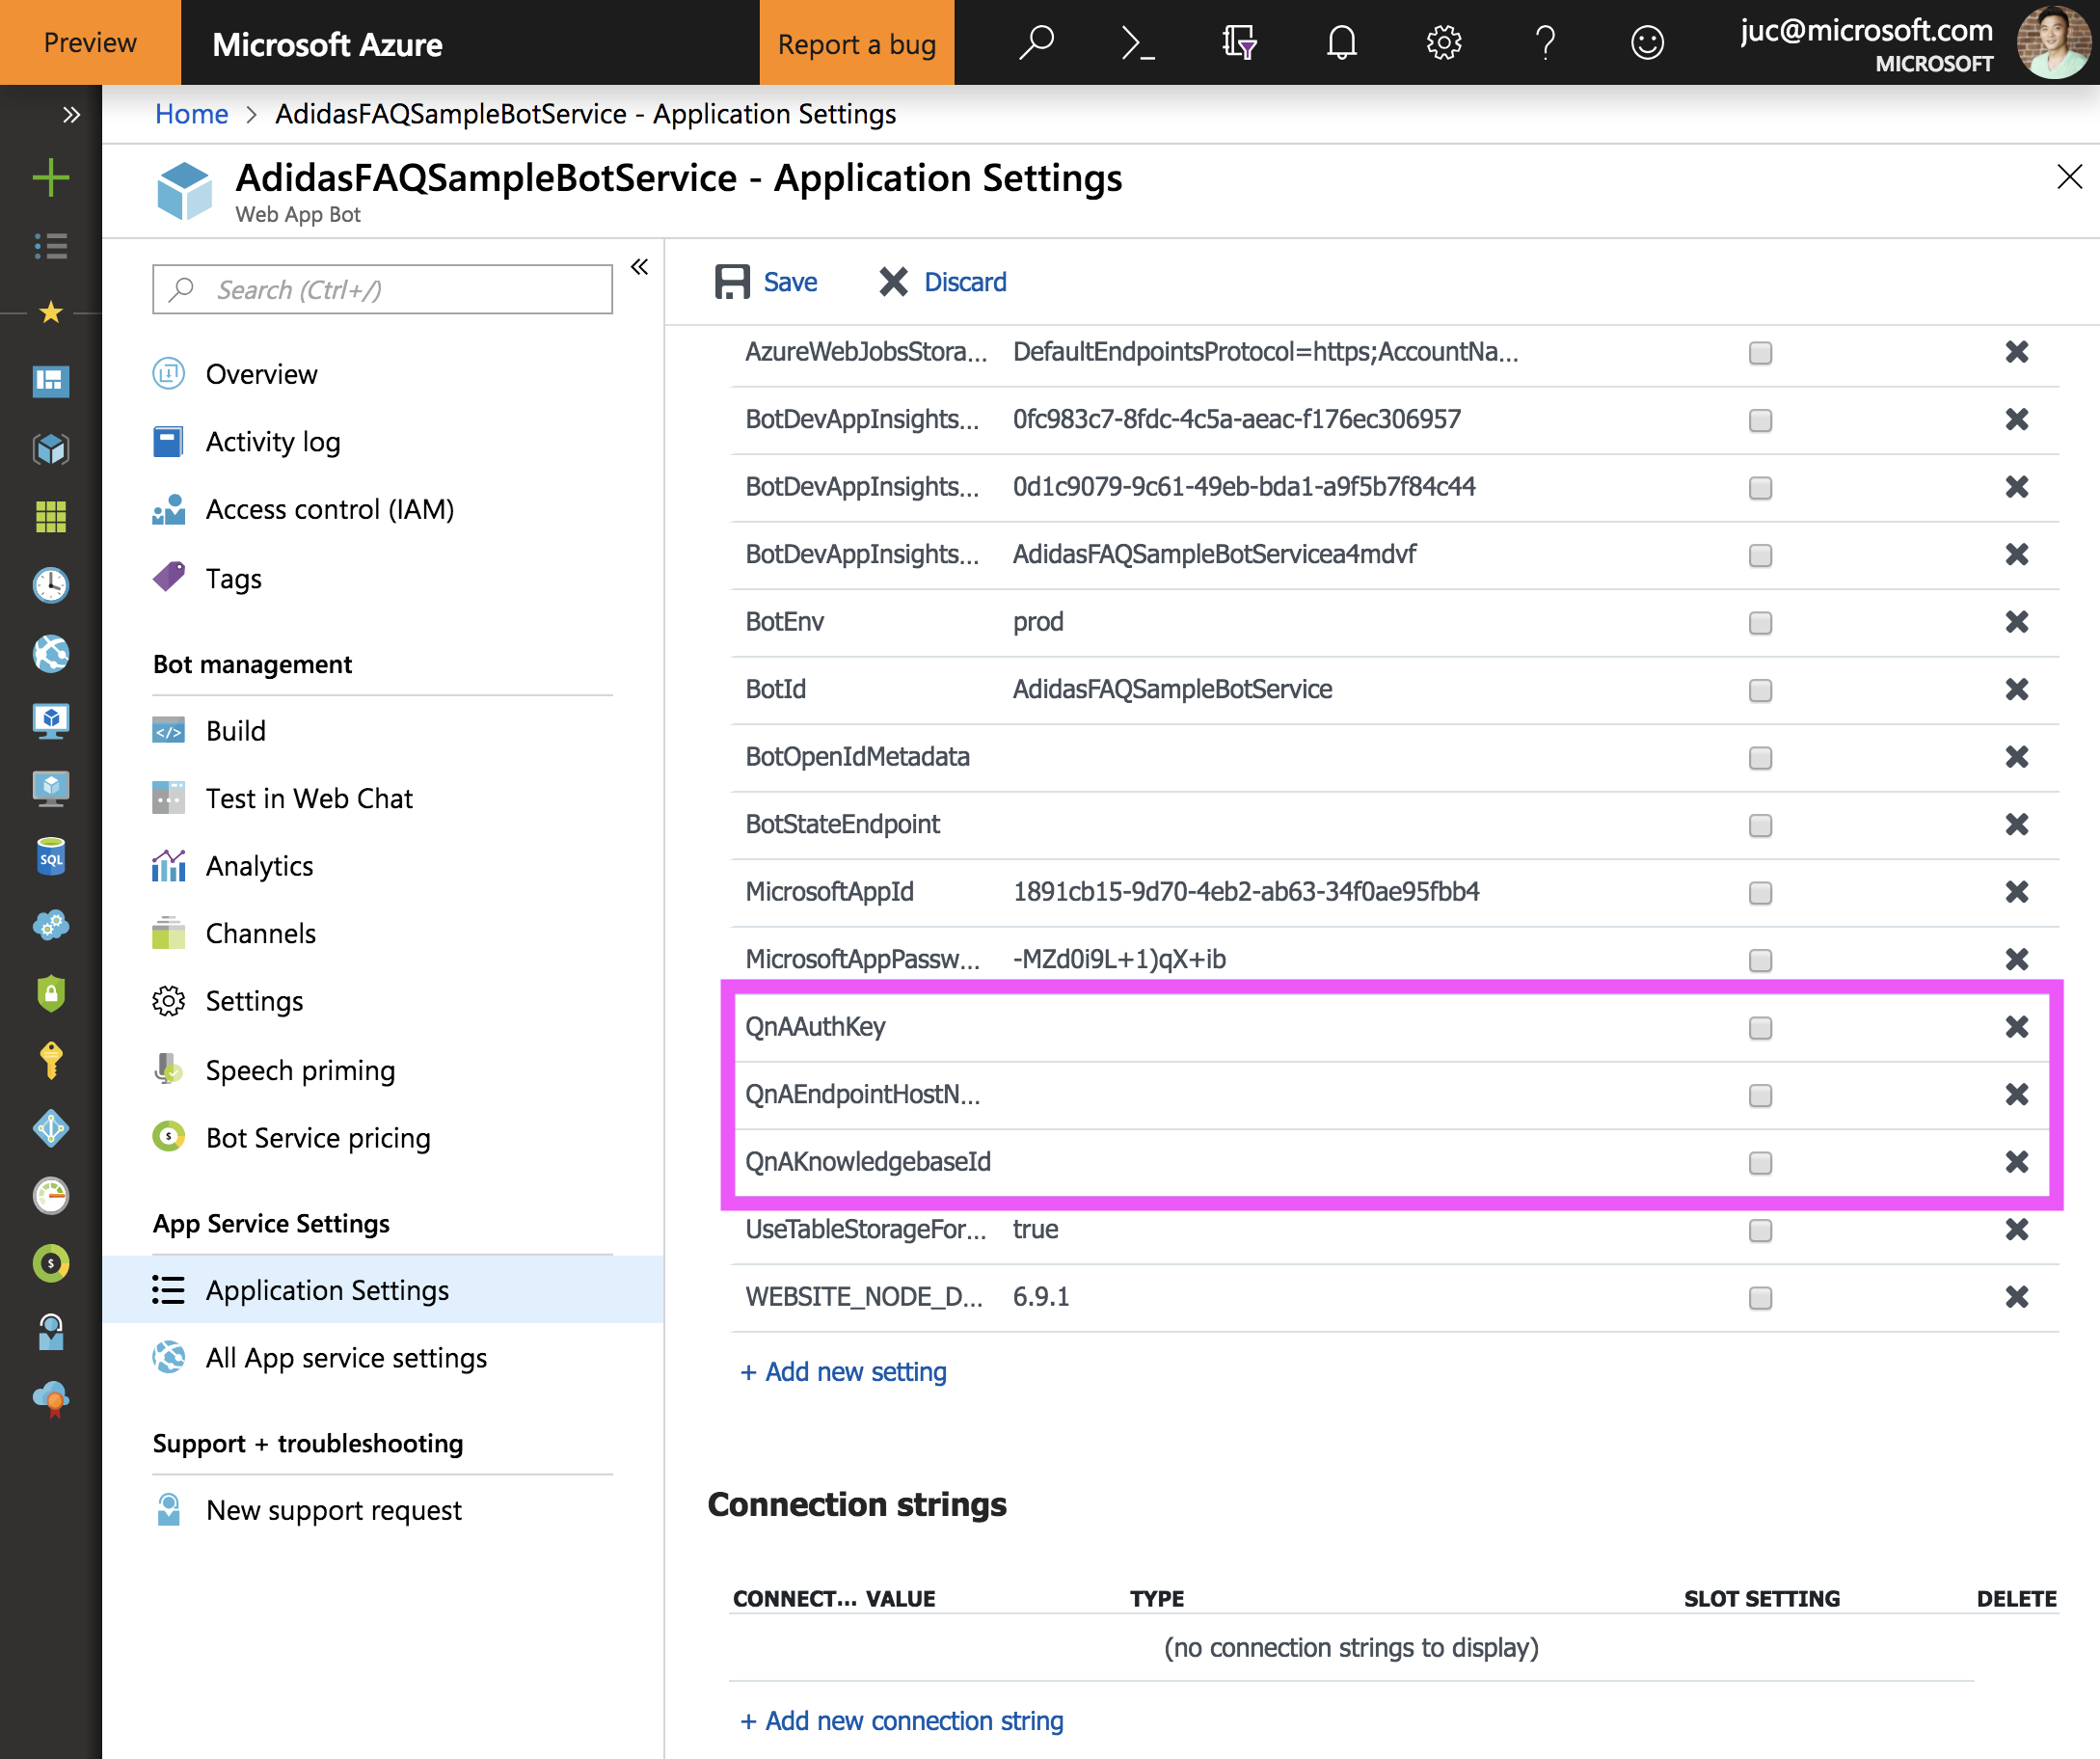 Preview
Microsoft Azure
Report a bug
juc@microsoft.com
MICROSOFT
Home > AdidasFAQSampleBotService - Application Settings
AdidasFAQSampleBotService - Application Settings
Web App Bot
Search (Ctrl+/)
Overview
Activity log
Access control (IAM)
Tags
Bot management
Build
Test in Web Chat
Analytics
Channels
Settings
Speech priming
Bot Service pricing
App Service Settings
Application Settings
All App service settings
Support + troubleshooting
New support request
SQL
Save Discard
AzureWebJobsStora... DefaultEndpointsProtocol=https;AccountNa...
BotDevAppInsights... 0fc983c7-8fdc-4c5a-aeac-f176ec306957
BotDevAppInsights... 0d1c9079-9c61-49eb-bda1-a9f5b7f84c44
BotDevAppInsights... AdidasFAQSampleBotServicea4mdvf
BotEnv prod
BotId AdidasFAQSampleBotService
BotOpenIdMetadata
BotStateEndpoint
MicrosoftAppId 1891cb15-9d70-4eb2-ab63-34f0ae95fbb4
MicrosoftAppPassw... -MZd0i9L+1)qX+ib
QnAAuthKey
QnAEndpointHostN...
QnAKnowledgebaseId
UseTableStorageFor... true
WEBSITE_NODE_D... 6.9.1
+ Add new setting
Connection strings
CONNECT... VALUE TYPE SLOT SETTING DELETE
(no connection strings to display)
+ Add new connection string